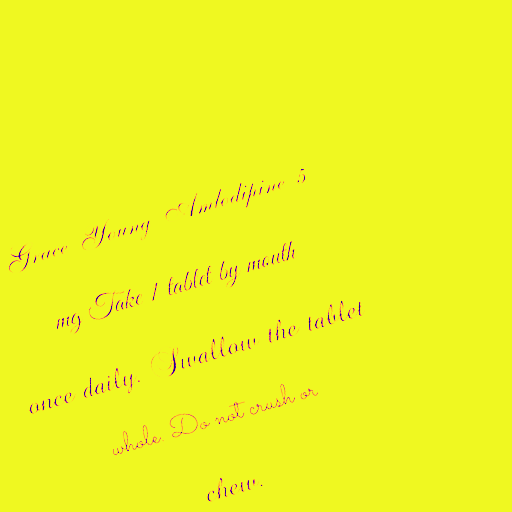 Grace Young Amlodipine 5
mg Take 1 tablet by mouth
once daily. Swallow the tablet
whole. Do not crush or
chew.